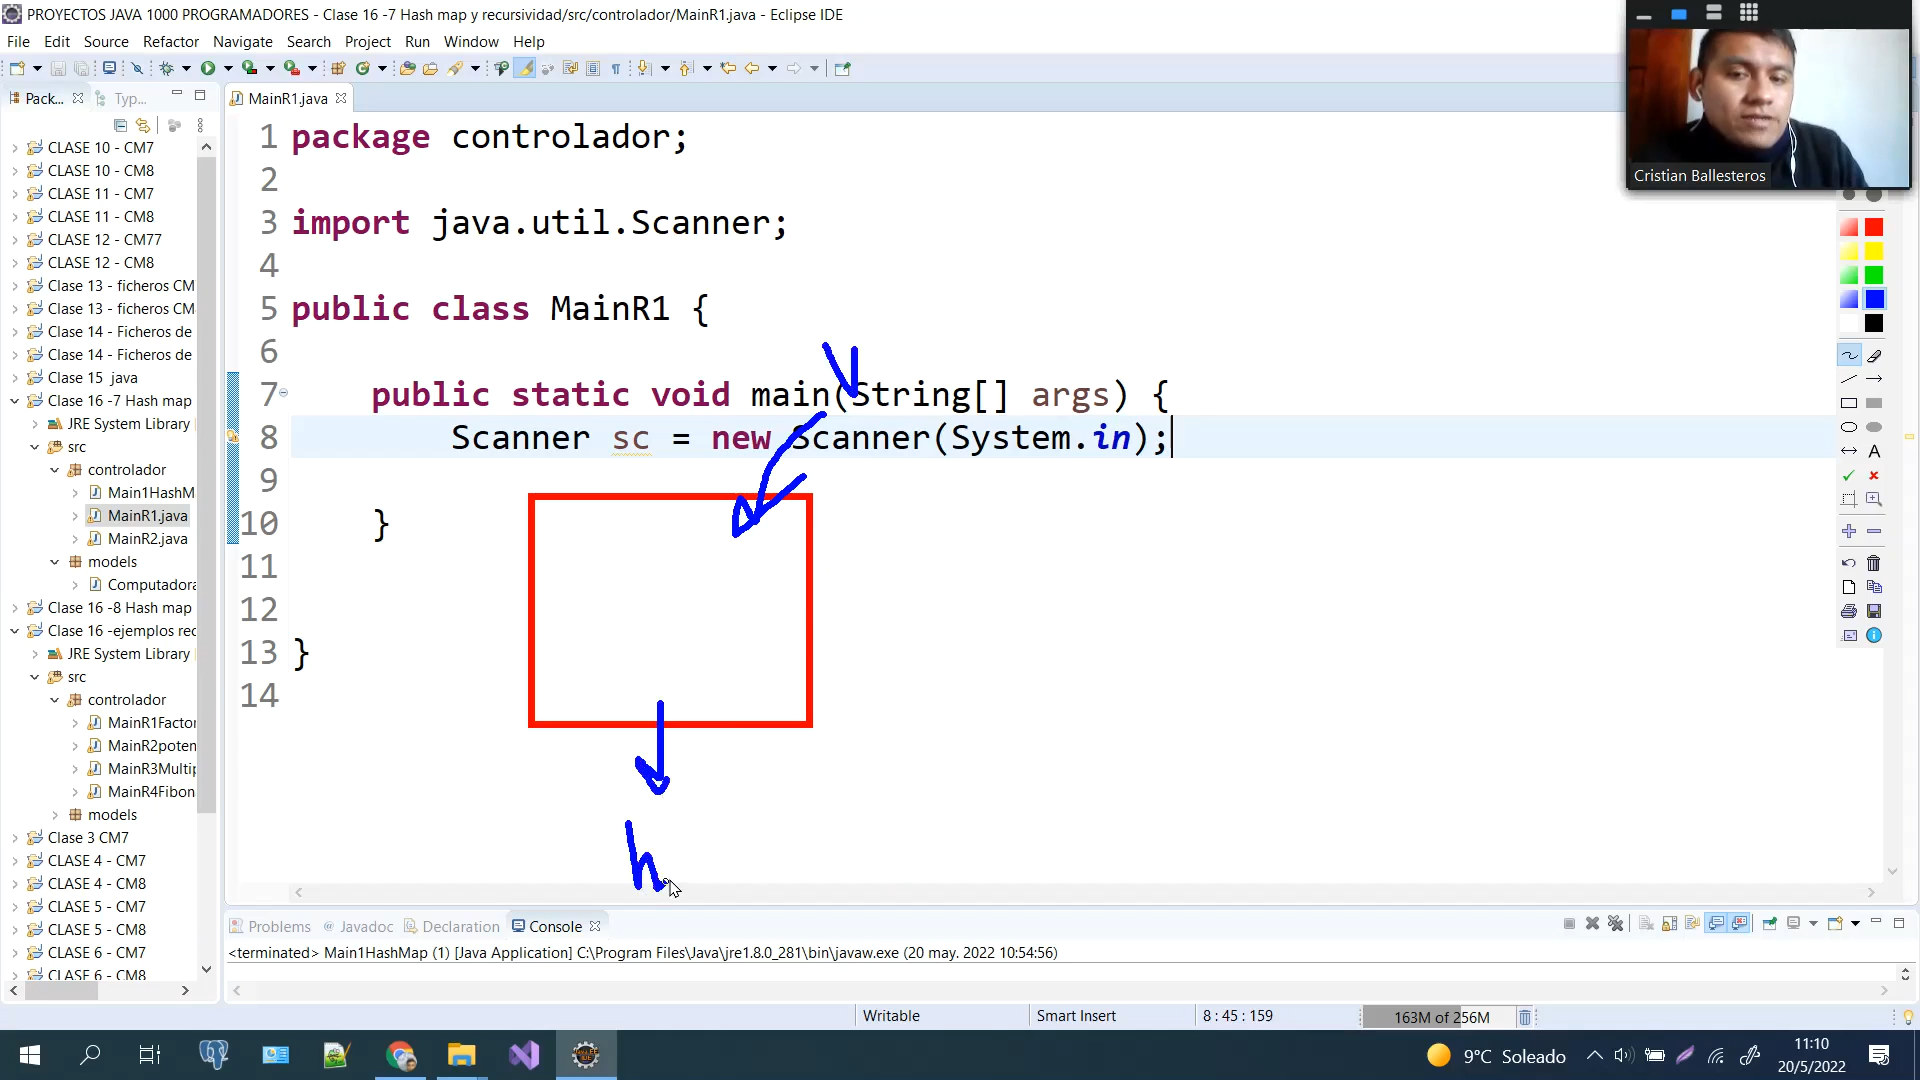 PROYECTOS JAVA 1000 PROGRAMADORES - Clase 16 -7 Hash map y recursividad/src/controlador/MainR1.java - Eclipse IDE
File Edit Source Refactor Navigate Search Project Run Window Help
Pack...
Typ...
MainR1.java
CLASE 10 - CM7
CLASE 10 - CM8
CLASE 11 - CM7
CLASE 11 - CM8
CLASE 12 - CM77
CLASE 12 - CM8
Clase 13 - ficheros CM
Clase 13 - ficheros CM
Clase 14 - Ficheros de
Clase 14 - Ficheros de
Clase 15 java
Clase 16 -7 Hash map
JRE System Library
src
controlador
Main1HashM
MainR1.java
MainR2.java
models
Computadora
Clase 16 -8 Hash map
Clase 16 -ejemplos rec
JRE System Library
src
controlador
MainR1Factor
MainR2poten
MainR3Multip
MainR4Fibon
models
Clase 3 CM7
CLASE 4 - CM7
CLASE 4 - CM8
CLASE 5 - CM7
CLASE 5 - CM8
CLASE 6 - CM7
CLASE 6 - CM8
1 package controlador;
2
3 import java.util.Scanner;
4
5 public class MainR1 {
6
7 public static void main(String[] args) {
8 Scanner sc = new Scanner(System.in);
9
10 }
11
12
13 }
14
h
Cristian Ballesteros
A
Problems @ Javadoc Declaration Console
<terminated> Main1HashMap (1) [Java Application] C:\Program Files\Java\jre1.8.0_281\bin\javaw.exe (20 may. 2022 10:54:56)
Writable Smart Insert 8 : 45 : 159 163M of 256M
9°C Soleado
11:10
20/5/2022